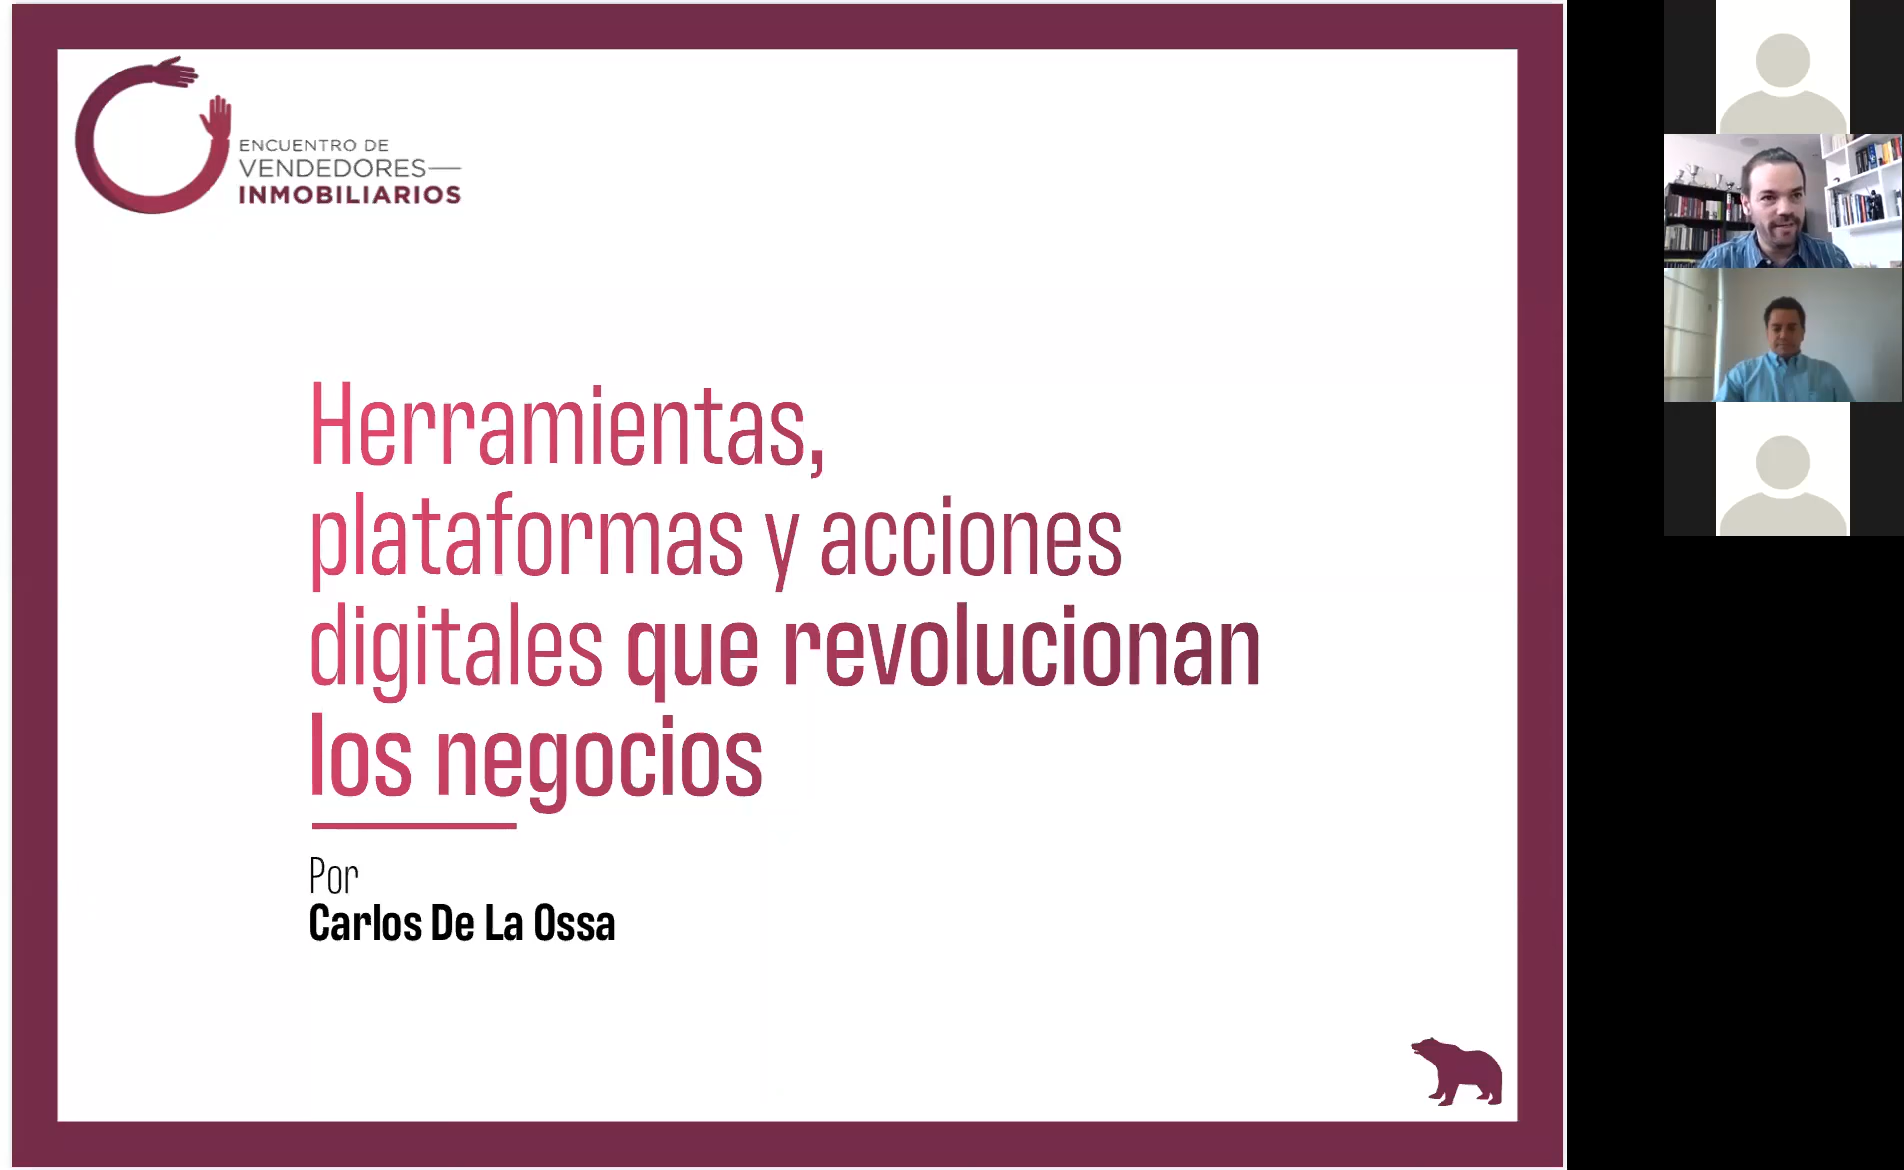 ENCUENTRO DE
VENDEDORES—
INMOBILIARIOS
Herramientas,
plataformas y acciones
digitales que revolucionan
los negocios
Por
Carlos De La Ossa